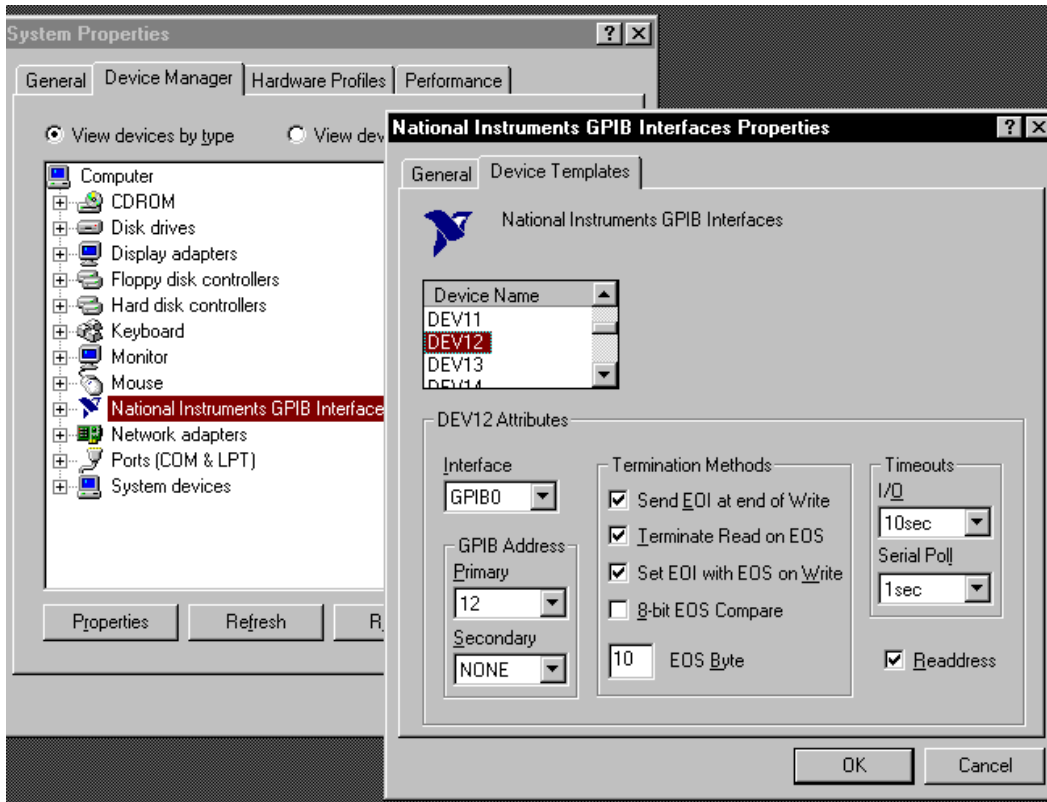 System Properties
General Device Manager Hardware Profiles Performance
View devices by type View dev
Computer
CDROM
Disk drives
Display adapters
Floppy disk controllers
Hard disk controllers
Keyboard
Monitor
Mouse
National Instruments GPIB Interface
Network adapters
Ports (COM & LPT)
System devices
Properties Refresh R
National Instruments GPIB Interfaces Properties
General Device Templates
National Instruments GPIB Interfaces
Device Name
DEV11
DEV12
DEV13
DEV14
DEV12 Attributes
Interface
GPIB0
GPIB Address
Primary
12
Secondary
NONE
Termination Methods
Send EOI at end of Write
Terminate Read on EOS
Set EOI with EOS on Write
8-bit EOS Compare
10 EOS Byte
Timeouts
I/O
10sec
Serial Poll
1sec
Readdress
OK Cancel